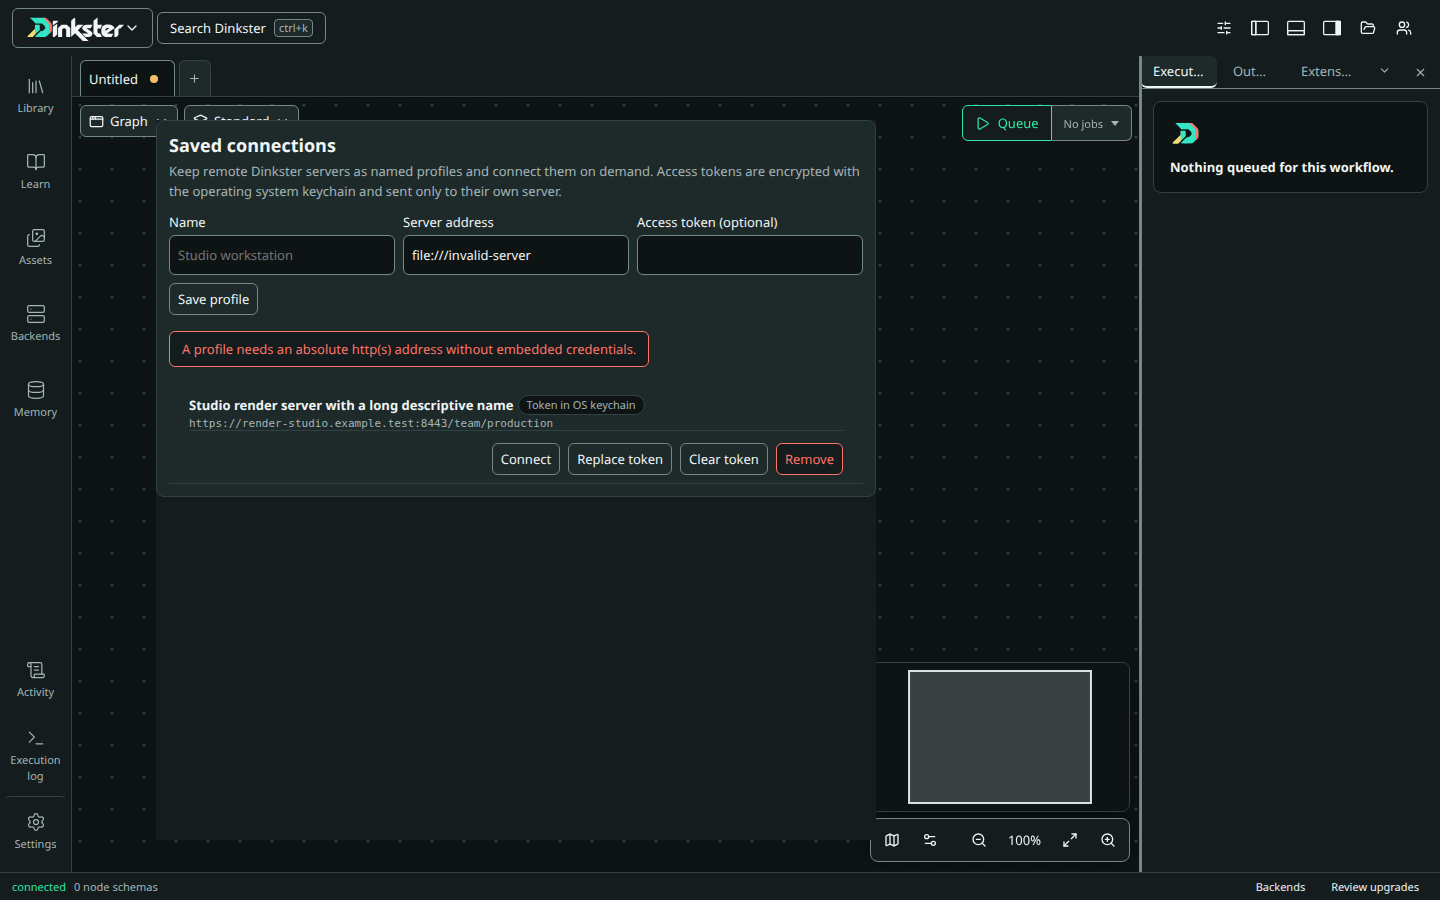 Dinkster
Search Dinkster ctrl+k
Untitled
Execut... Out... Extens...
Library
Learn
Assets
Backends
Memory
Activity
Execution
log
Settings
Graph Standard
Queue No jobs
Saved connections
Keep remote Dinkster servers as named profiles and connect them on demand. Access tokens are encrypted with
the operating system keychain and sent only to their own server.
Name Server address Access token (optional)
Studio workstation file:///invalid-server
Save profile
A profile needs an absolute http(s) address without embedded credentials.
Studio render server with a long descriptive name Token in OS keychain
https://render-studio.example.test:8443/team/production
Connect Replace token Clear token Remove
Nothing queued for this workflow.
100%
connected 0 node schemas
Backends Review upgrades